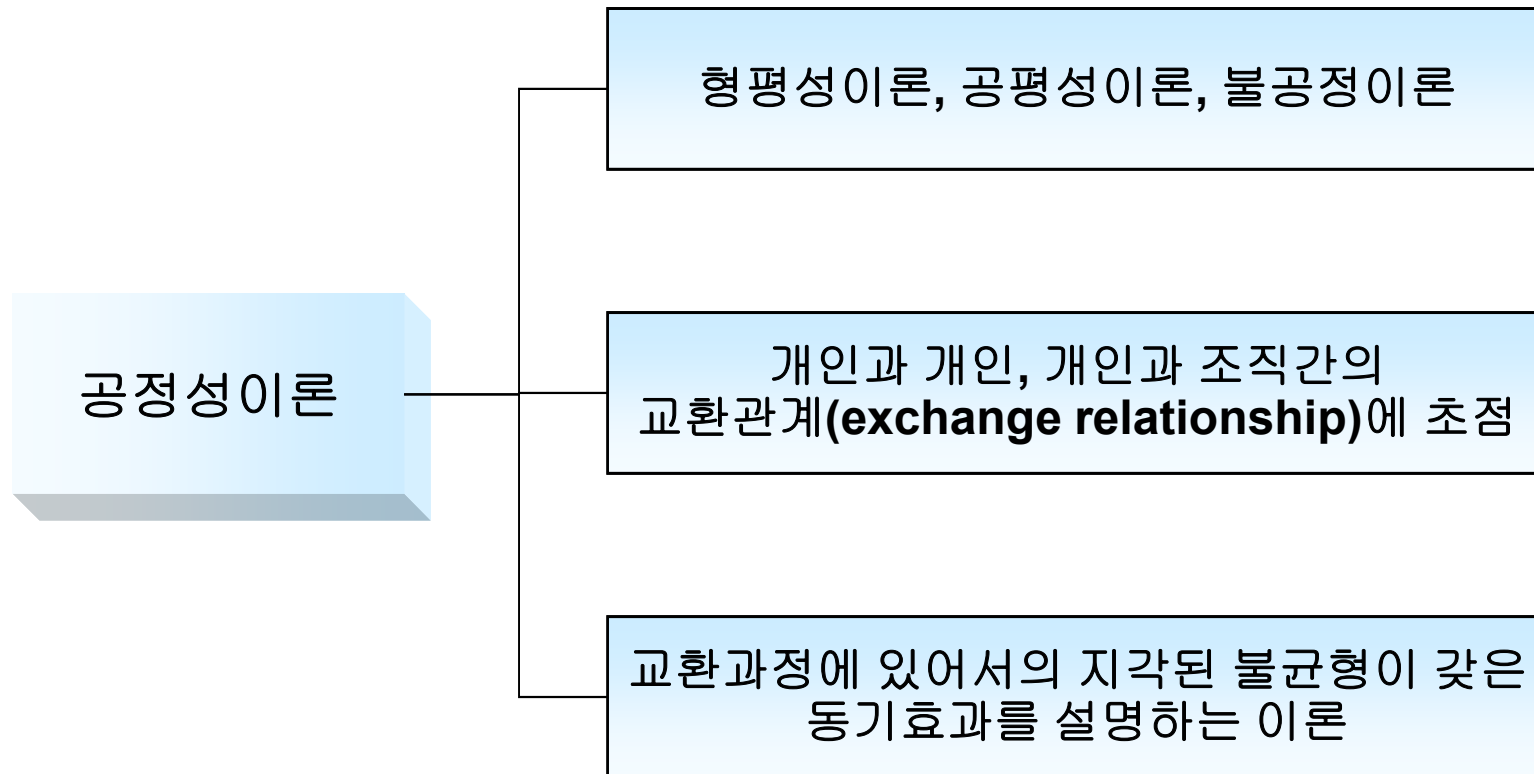 형평성이론, 공평성이론, 불공정이론
공정성이론
개인과 개인, 개인과 조직간의
교환관계(exchange relationship)에 초점
교환과정에 있어서의 지각된 불균형이 갖은
동기효과를 설명하는 이론